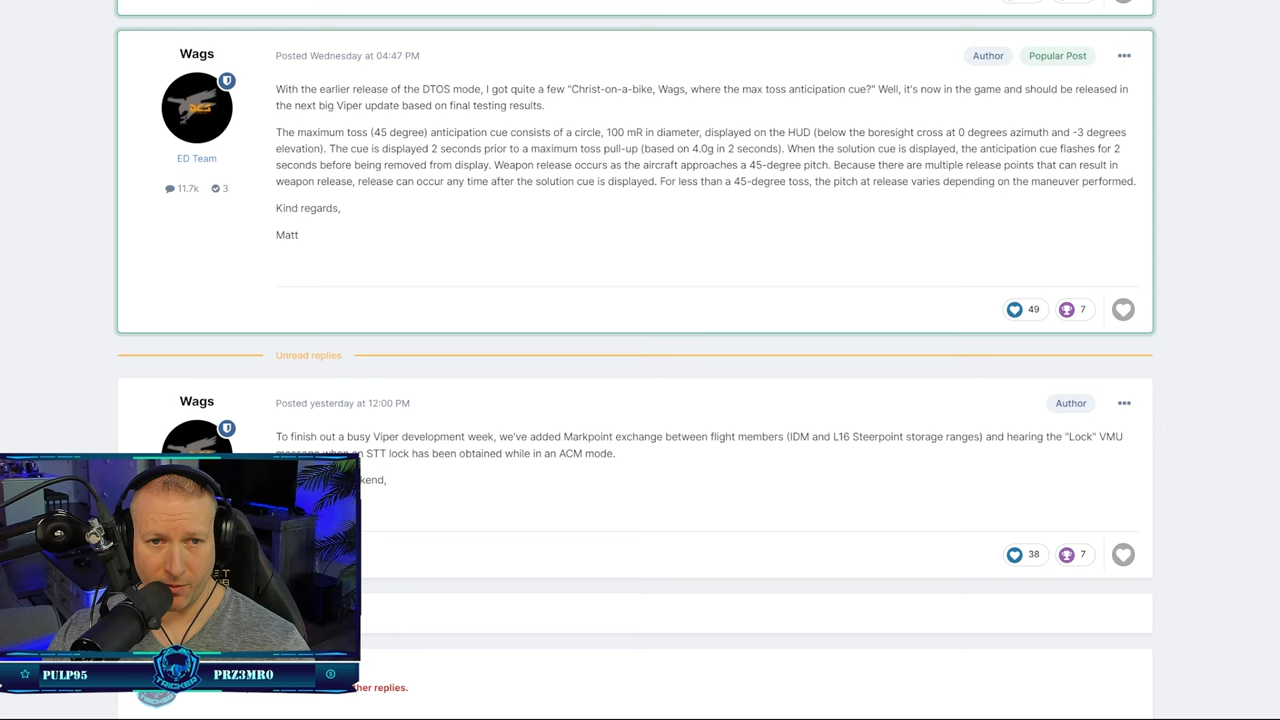 Wags
Posted Wednesday at 04:47 PM
Author
Popular Post
With the earlier release of the DTOS mode, I got quite a few "Christ-on-a-bike, Wags, where the max toss anticipation cue?" Well, it's now in the game and should be released in
the next big Viper update based on final testing results.
The maximum toss (45 degree) anticipation cue consists of a circle, 100 mR in diameter, displayed on the HUD (below the boresight cross at 0 degrees azimuth and -3 degrees
elevation). The cue is displayed 2 seconds prior to a maximum toss pull-up (based on 4.0g in 2 seconds). When the solution cue is displayed, the anticipation cue flashes for 2
seconds before being removed from display. Weapon release occurs as the aircraft approaches a 45-degree pitch. Because there are multiple release points that can result in
weapon release, release can occur any time after the solution cue is displayed. For less than a 45-degree toss, the pitch at release varies depending on the maneuver performed.
ED Team
11.7k 3
Kind regards,
Matt
49 7
Unread replies
Wags
Posted yesterday at 12:00 PM
Author
To finish out a busy Viper development week, we've added Markpoint exchange between flight members (IDM and L16 Steerpoint storage ranges) and hearing the "Lock" VMU
STT lock has been obtained while in an ACM mode.
kend,
38 7
PULP95
PRZ3MR0
TRICKER
her replies.